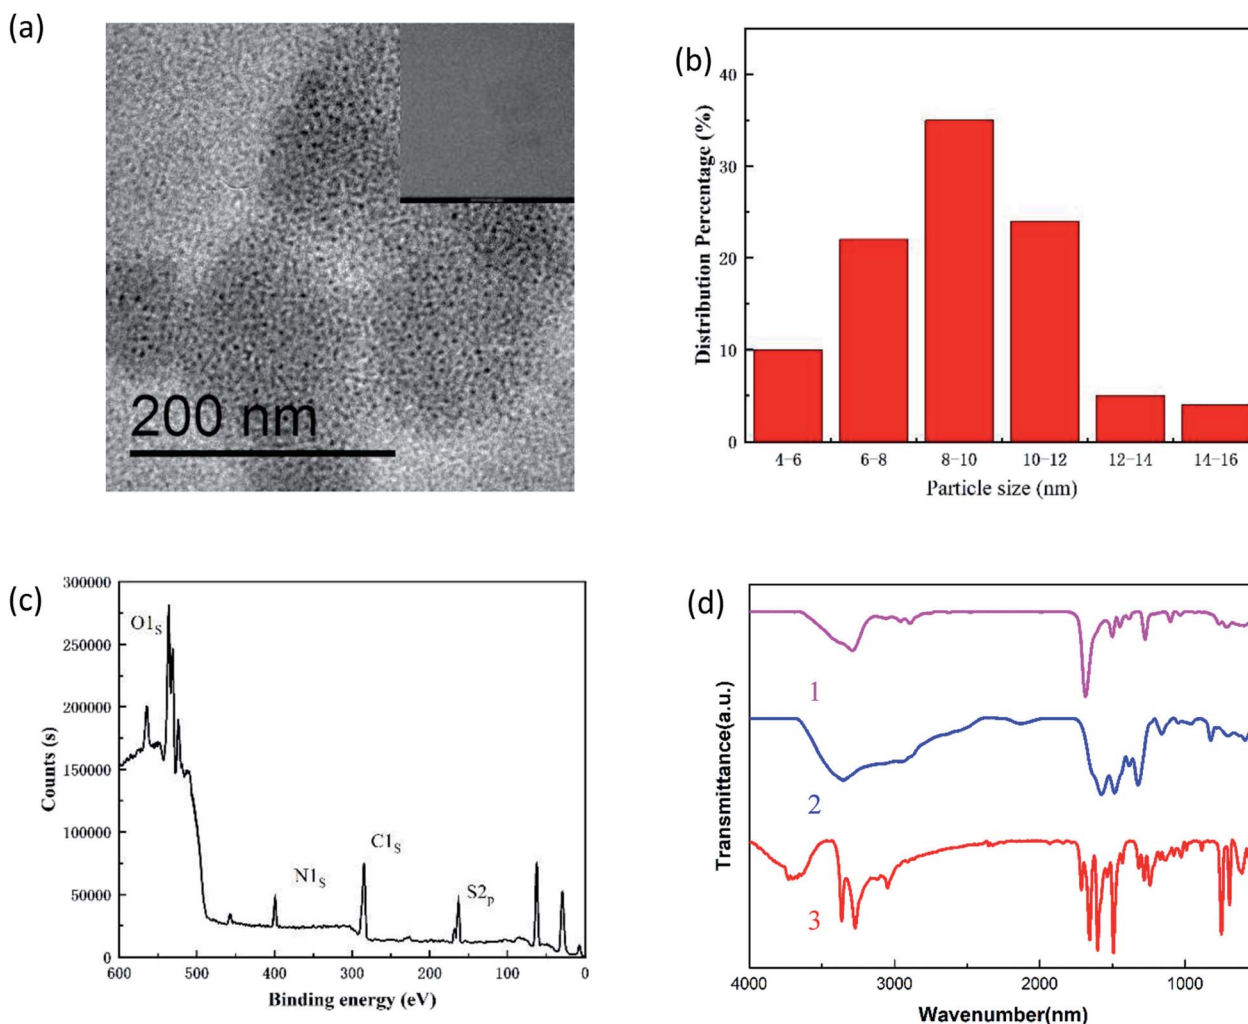 (a)
200 nm
(b)
Distribution Percentage (%)
40
30
20
10
0
4-6
6-8
8-10
10-12
12-14
14-16
Particle size (nm)
(c)
Counts (s)
300000
250000
200000
150000
100000
50000
0
O1s
N1s
C1s
S2p
600
500
400
300
200
100
0
Binding energy (eV)
(d)
Transmittance(a.u.)
1
2
3
4000
3000
2000
1000
Wavenumber(nm)